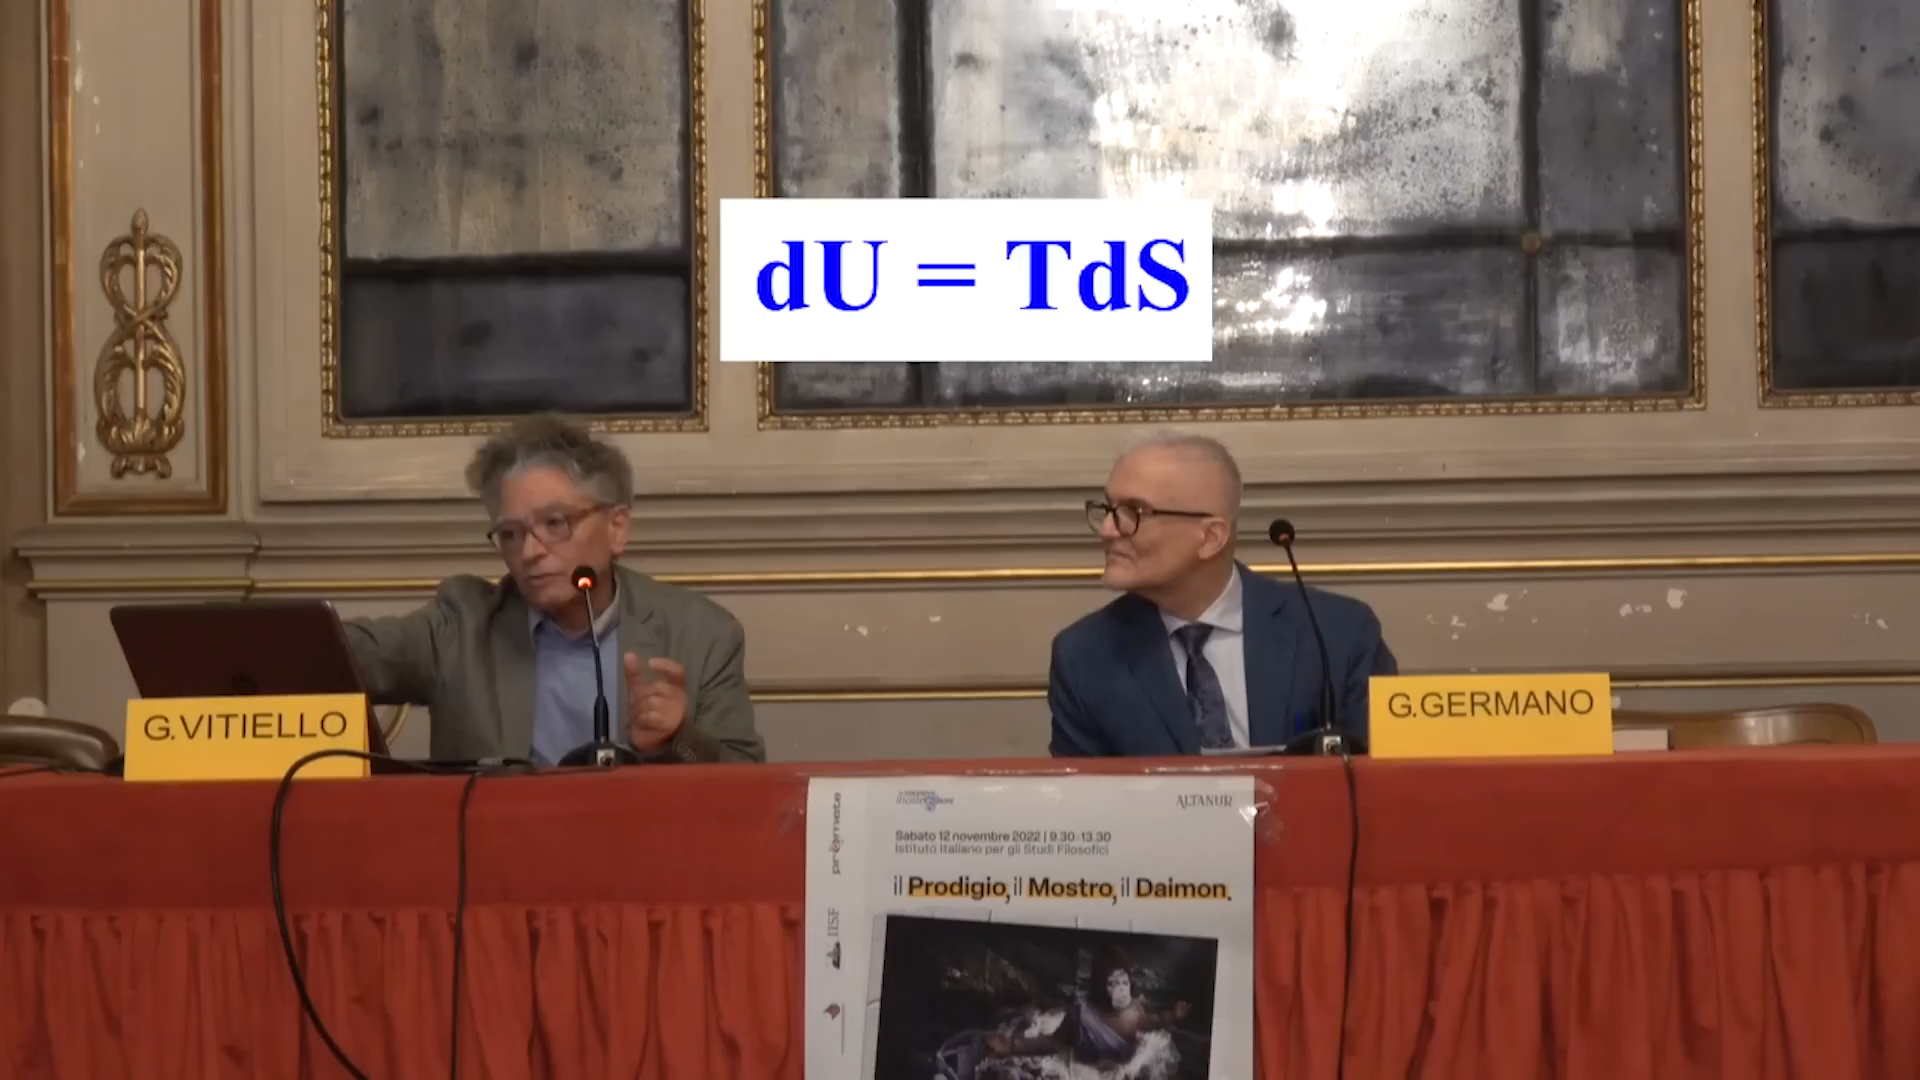 dU = TdS
G.VITIELLO
G.GERMANO
ALTANUR
Sabato 12 novembre 2022 | 9.30-13.30
Istituto Italiano per gli Studi Filosofici
il Prodigio, il Mostro, il Daimon.
promete
IISF